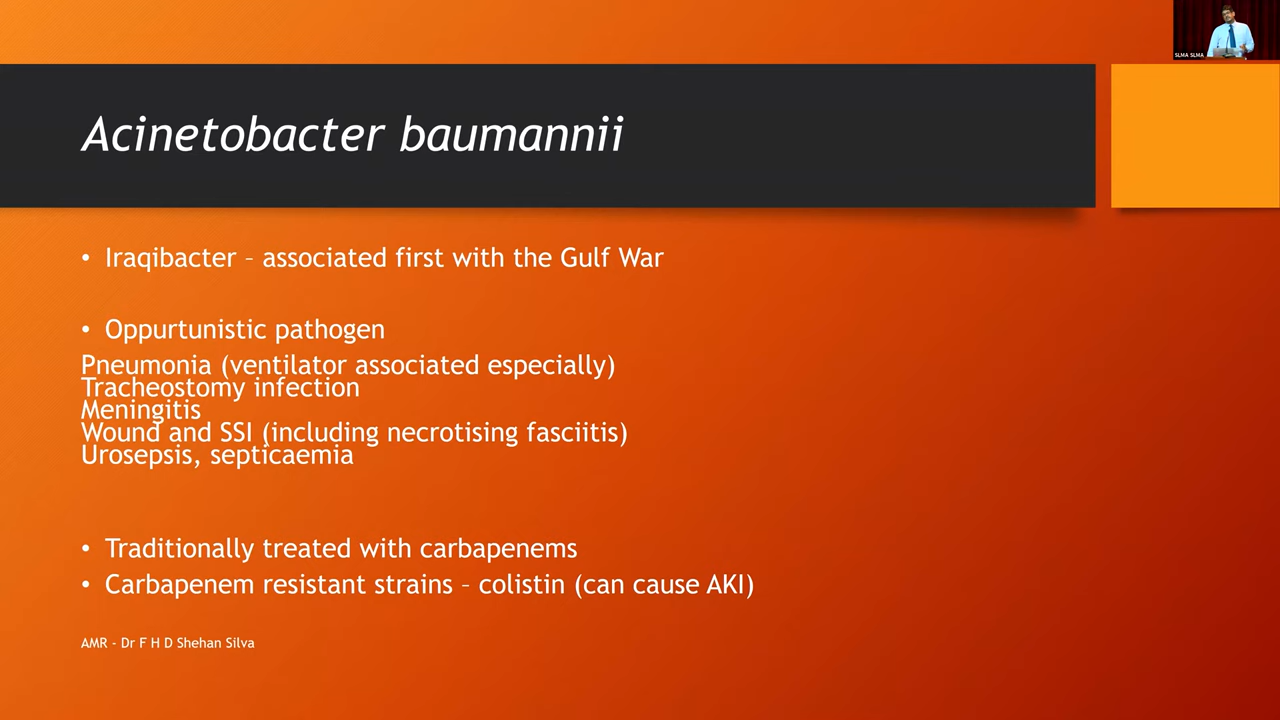 SLMA SLMA
Acinetobacter baumannii
• Iraqibacter – associated first with the Gulf War
• Oppurtunistic pathogen
Pneumonia (ventilator associated especially)
Tracheostomy infection
Meningitis
Wound and SSI (including necrotising fasciitis)
Urosepsis, septicaemia
• Traditionally treated with carbapenems
• Carbapenem resistant strains – colistin (can cause AKI)
AMR - Dr F H D Shehan Silva